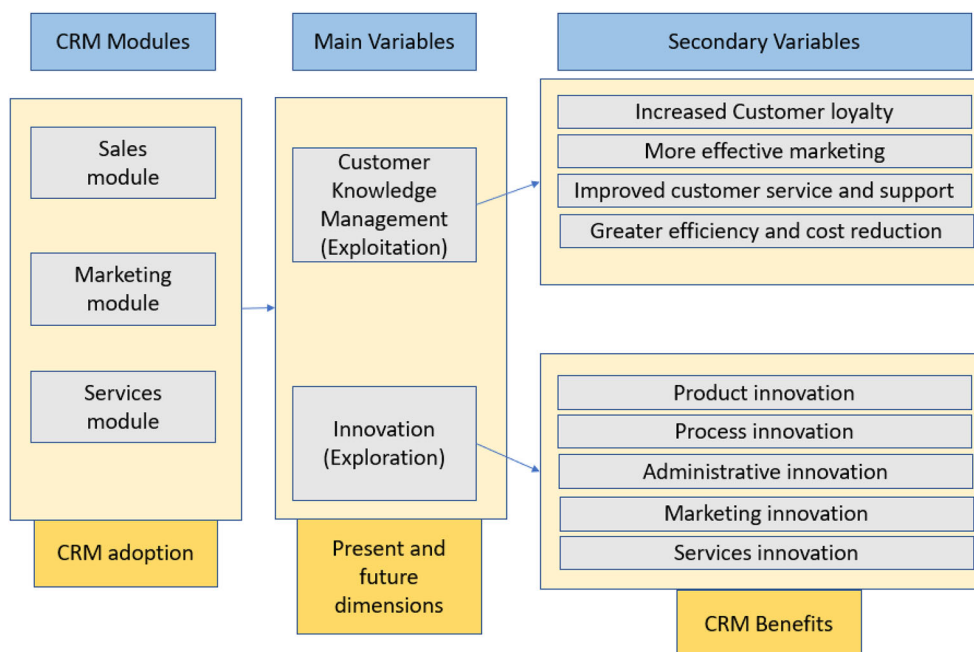 CRM Modules
Main Variables
Secondary Variables
Sales
module
Marketing
module
Services
module
CRM adoption
Customer
Knowledge
Management
(Exploitation)
Innovation
(Exploration)
Present and
future
dimensions
Increased Customer loyalty
More effective marketing
Improved customer service and support
Greater efficiency and cost reduction
Product innovation
Process innovation
Administrative innovation
Marketing innovation
Services innovation
CRM Benefits